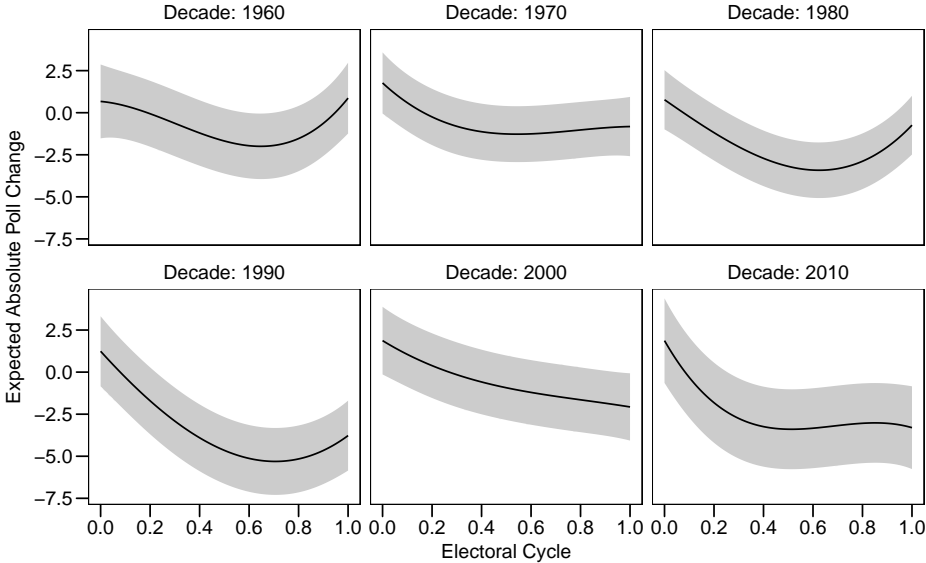 Decade: 1960
Decade: 1970
Decade: 1980
2.5
0.0
−2.5
−5.0
−7.5
Decade: 1990
Decade: 2000
Decade: 2010
2.5
0.0
−2.5
−5.0
−7.5
0.0 0.2 0.4 0.6 0.8 1.0
0.0 0.2 0.4 0.6 0.8 1.0
0.0 0.2 0.4 0.6 0.8 1.0
Electoral Cycle
Expected Absolute Poll Change